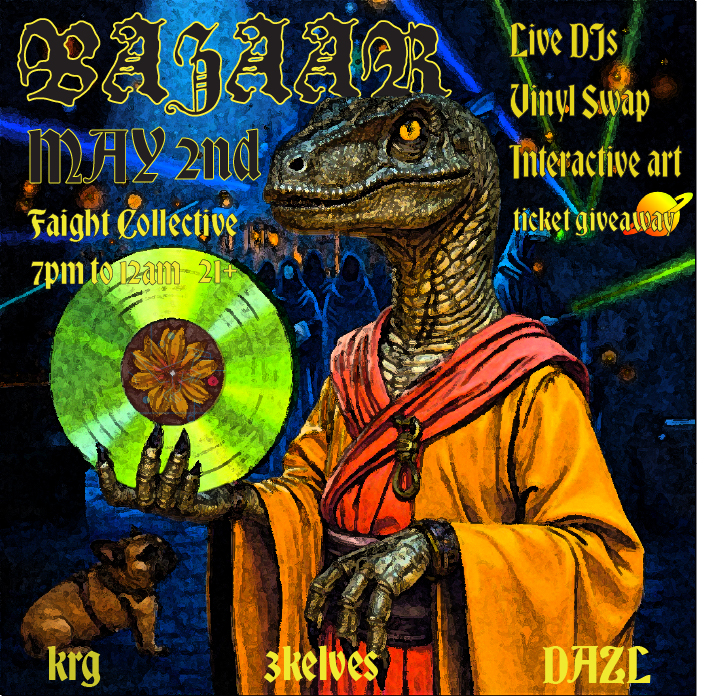 BAZAAR
MAY 2nd
Faight Collective
7pm to 12am 21+
Live DJs
Vinyl Swap
Interactive art
ticket giveaway
krg
3kelves
DAZL